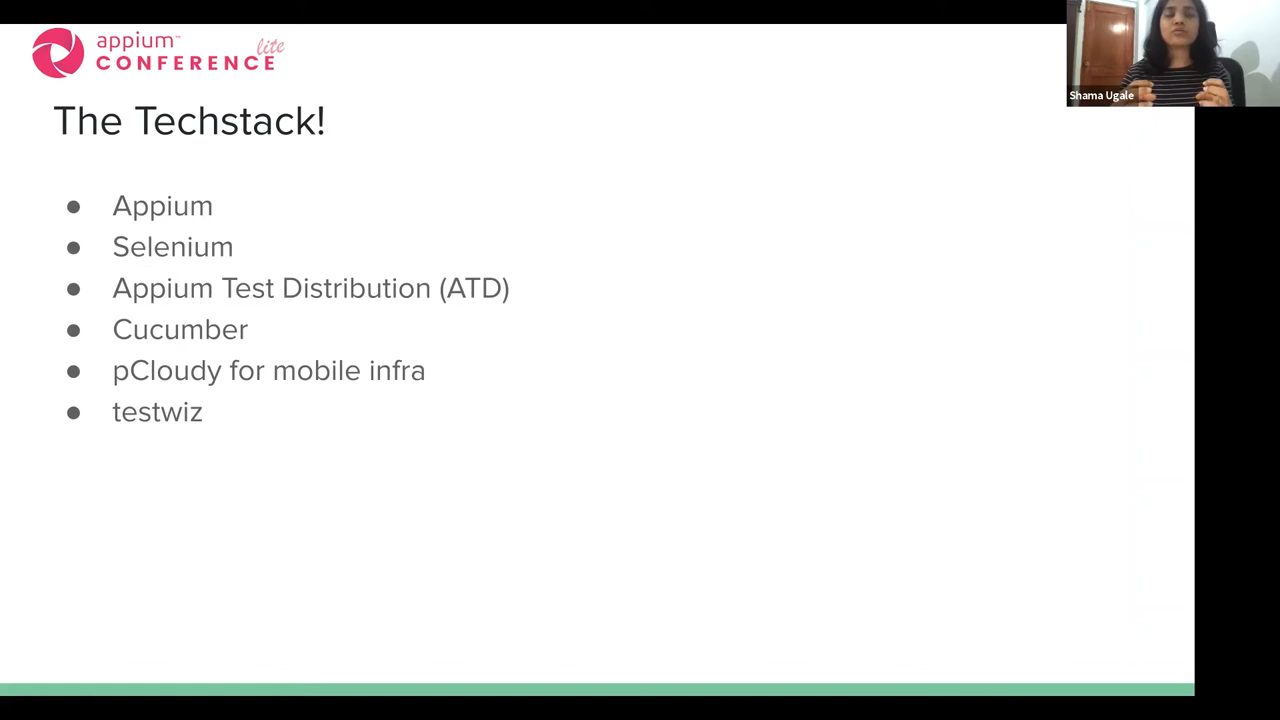 appium™
CONFERENCE lite
Shama Ugale
The Techstack!
● Appium
● Selenium
● Appium Test Distribution (ATD)
● Cucumber
● pCloudy for mobile infra
● testwiz